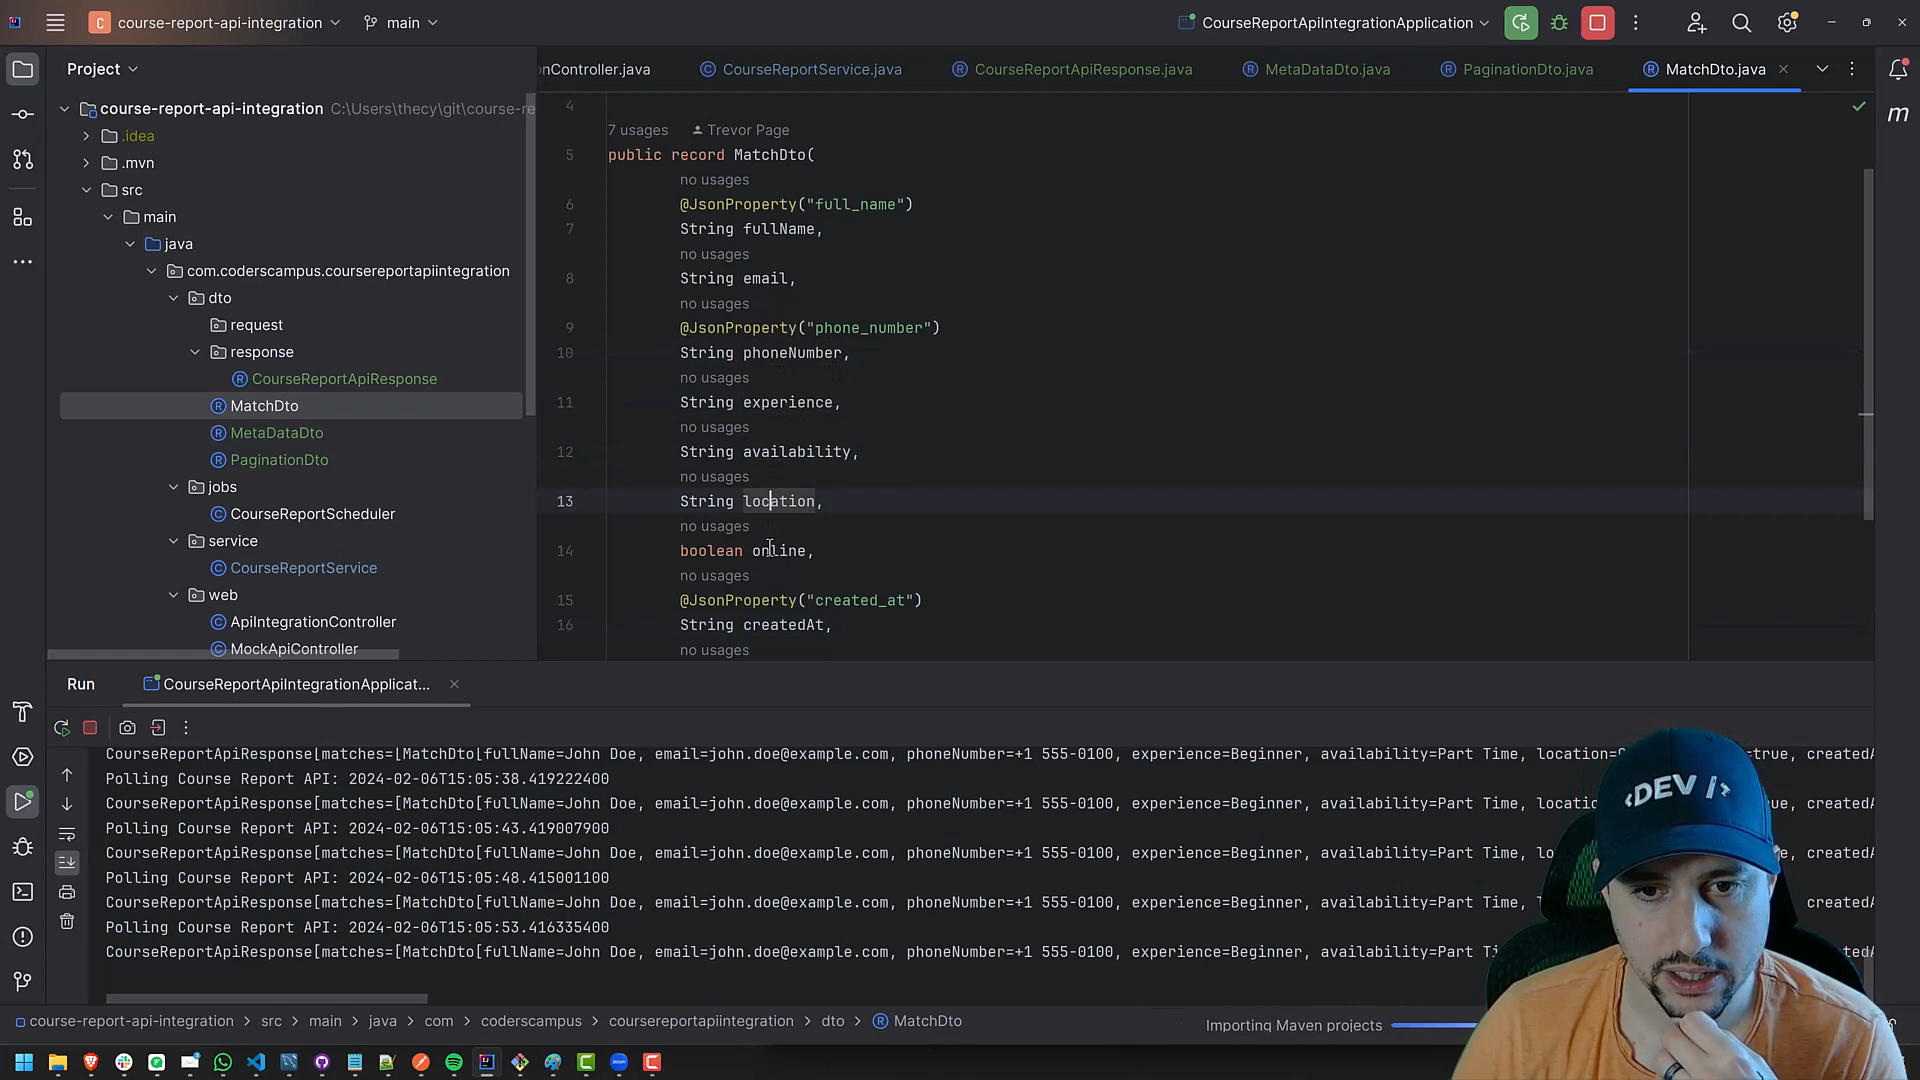 course-report-api-integration
main
CourseReportApiIntegrationApplication
Project
onController.java
CourseReportService.java
CourseReportApiResponse.java
MetaDataDto.java
PaginationDto.java
MatchDto.java
course-report-api-integration C:\Users\thecy\git\course-re
.idea
.mvn
src
main
java
com.coderscampus.coursereportapiintegration
dto
request
response
CourseReportApiResponse
MatchDto
MetaDataDto
PaginationDto
jobs
CourseReportScheduler
service
CourseReportService
web
ApiIntegrationController
MockApiController
4
7 usages Trevor Page
5 public record MatchDto(
no usages
6 @JsonProperty("full_name")
7 String fullName,
no usages
8 String email,
no usages
9 @JsonProperty("phone_number")
10 String phoneNumber,
no usages
11 String experience,
no usages
12 String availability,
no usages
13 String location,
no usages
14 boolean online,
no usages
15 @JsonProperty("created_at")
16 String createdAt,
no usages
Run
CourseReportApiIntegrationApplicat...
CourseReportApiResponse[matches=[MatchDto[fullName=John Doe, email=john.doe@example.com, phoneNumber=+1 555-0100, experience=Beginner, availability=Part Time, location= =true, createdA
Polling Course Report API: 2024-02-06T15:05:38.419222400
CourseReportApiResponse[matches=[MatchDto[fullName=John Doe, email=john.doe@example.com, phoneNumber=+1 555-0100, experience=Beginner, availability=Part Time, locatio ue, createdA
Polling Course Report API: 2024-02-06T15:05:43.419007900
CourseReportApiResponse[matches=[MatchDto[fullName=John Doe, email=john.doe@example.com, phoneNumber=+1 555-0100, experience=Beginner, availability=Part Time, lo createdA
Polling Course Report API: 2024-02-06T15:05:48.415001100
CourseReportApiResponse[matches=[MatchDto[fullName=John Doe, email=john.doe@example.com, phoneNumber=+1 555-0100, experience=Beginner, availability=Part Time, createdA
Polling Course Report API: 2024-02-06T15:05:53.416335400
CourseReportApiResponse[matches=[MatchDto[fullName=John Doe, email=john.doe@example.com, phoneNumber=+1 555-0100, experience=Beginner, availability=Part Ti createdA
<DEV />
course-report-api-integration > src > main > java > com > coderscampus > coursereportapiintegration > dto > MatchDto
Importing Maven projects